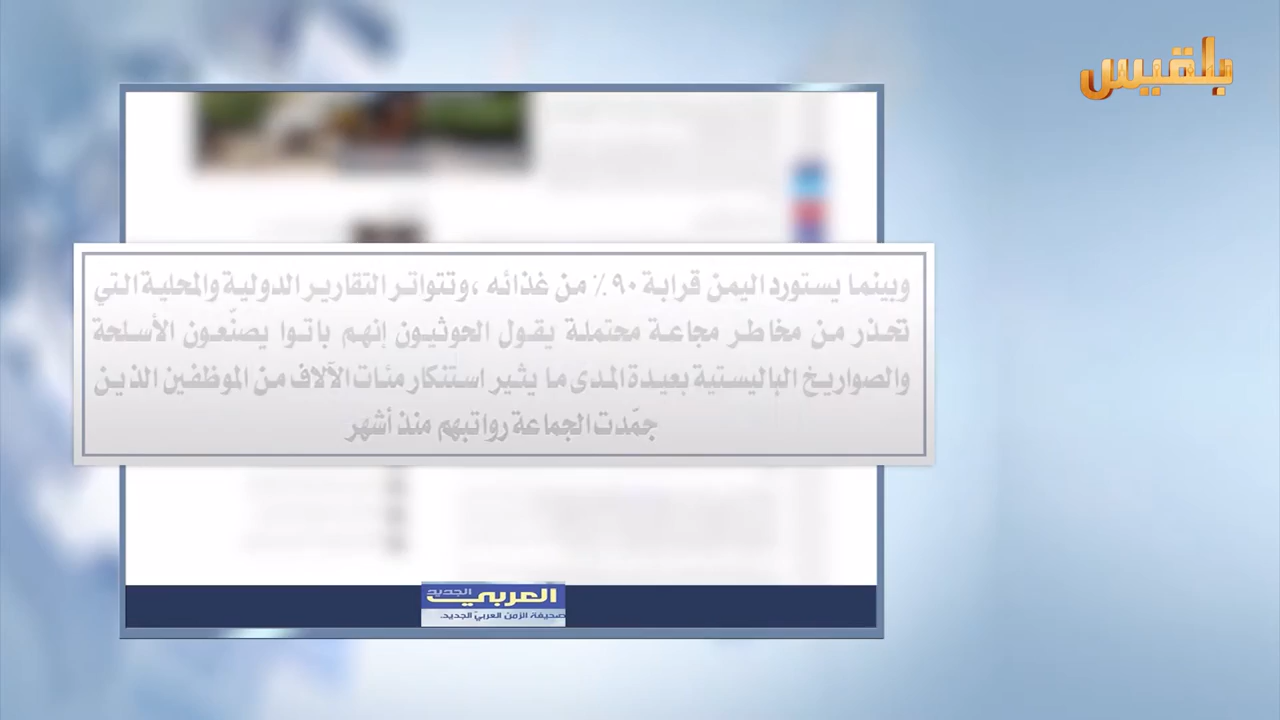 بلقيس
وبينما يستورد اليمن قرابة ٩٠٪ من غذائه ،وتتواتر التقارير الدولية والمحلية التي
تحذر من مخاطر مجاعة محتملة يقول الحوثيون إنهم باتوا يصنّعون الأسلحة
والصواريخ الباليستية بعيدة المدى ما يثير استنكار مئات الآلاف من الموظفين الذين
جمّدت الجماعة رواتبهم منذ أشهر
العربي الجديد
صحيفة الزمن العربيّ الجديد.